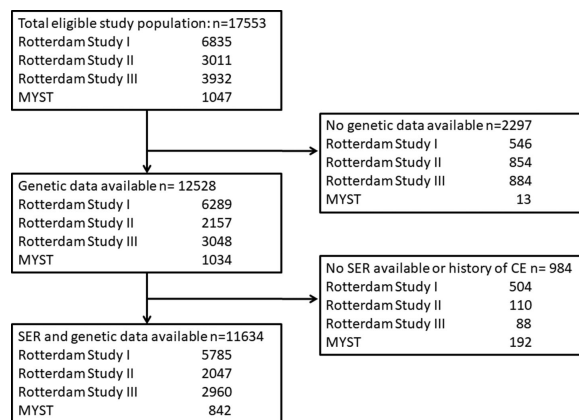 Total eligible study population: n=17553
Rotterdam Study I 6835
Rotterdam Study II 3011
Rotterdam Study III 3932
MYST 1047
No genetic data available n=2297
Rotterdam Study I 546
Rotterdam Study II 854
Rotterdam Study III 884
MYST 13
Genetic data available n= 12528
Rotterdam Study I 6289
Rotterdam Study II 2157
Rotterdam Study III 3048
MYST 1034
No SER available or history of CE n= 984
Rotterdam Study I 504
Rotterdam Study II 110
Rotterdam Study III 88
MYST 192
SER and genetic data available n=11634
Rotterdam Study I 5785
Rotterdam Study II 2047
Rotterdam Study III 2960
MYST 842